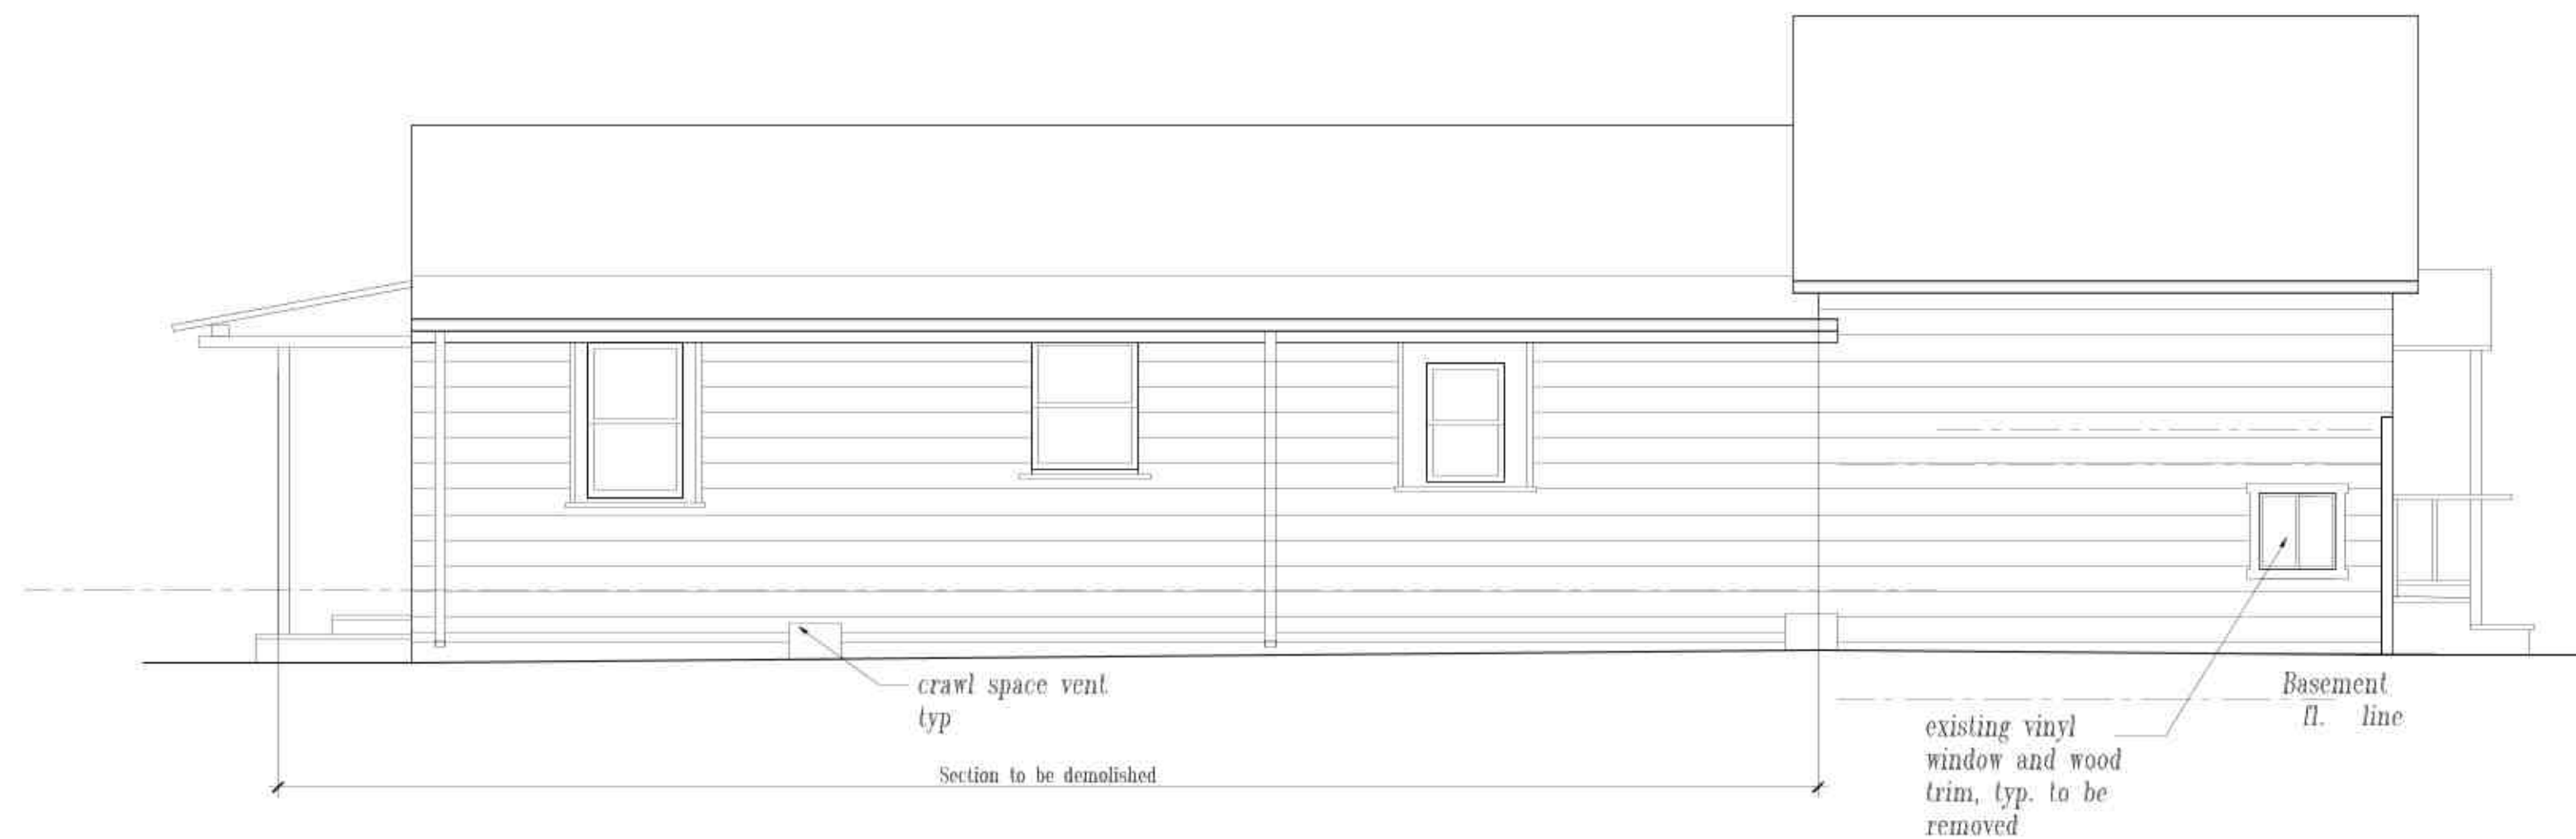 crawl space vent
typ
Section to be demolished
existing vinyl
window and wood
trim, typ. to be
removed
Basement
fl. line